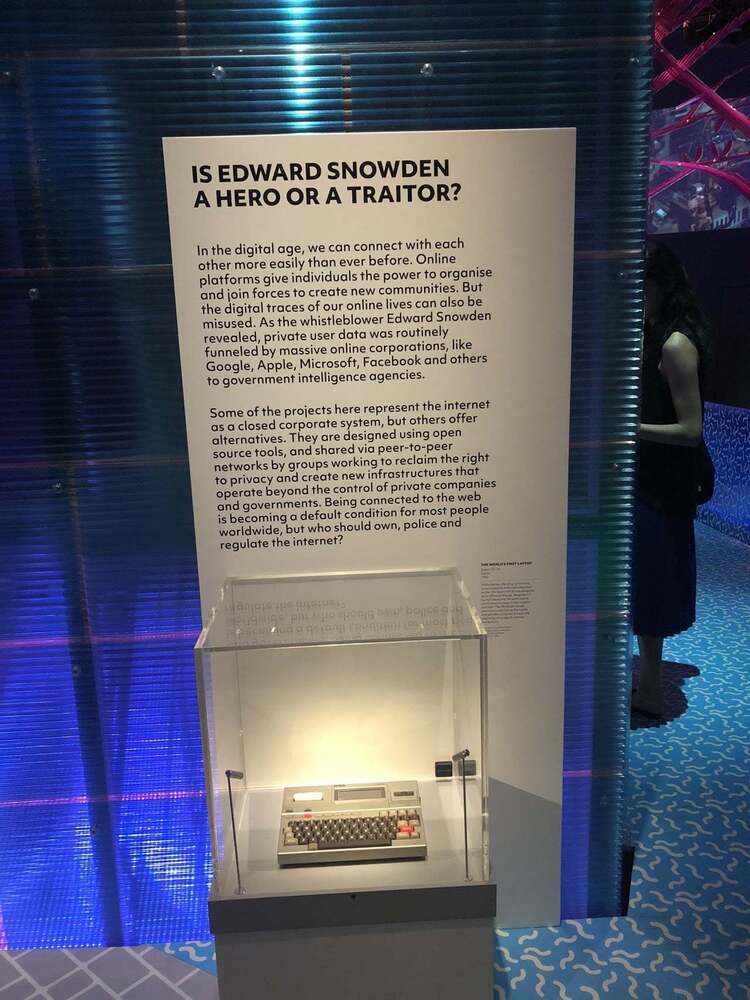 IS EDWARD SNOWDEN
A HERO OR A TRAITOR?
In the digital age, we can connect with each
other more easily than ever before. Online
platforms give individuals the power to organise
and join forces to create new communities. But
the digital traces of our online lives can also be
misused. As the whistleblower Edward Snowden
revealed, private user data was routinely
funneled by massive online corporations, like
Google, Apple, Microsoft, Facebook and others
to government intelligence agencies.
Some of the projects here represent the internet
as a closed corporate system, but others offer
alternatives. They are designed using open
source tools, and shared via peer-to-peer
networks by groups working to reclaim the right
to privacy and create new infrastructures that
operate beyond the control of private companies
and governments. Being connected to the web
is becoming a default condition for most people
worldwide, but who should own, police and
regulate the internet?
THE WORLD'S FIRST LAPTOP